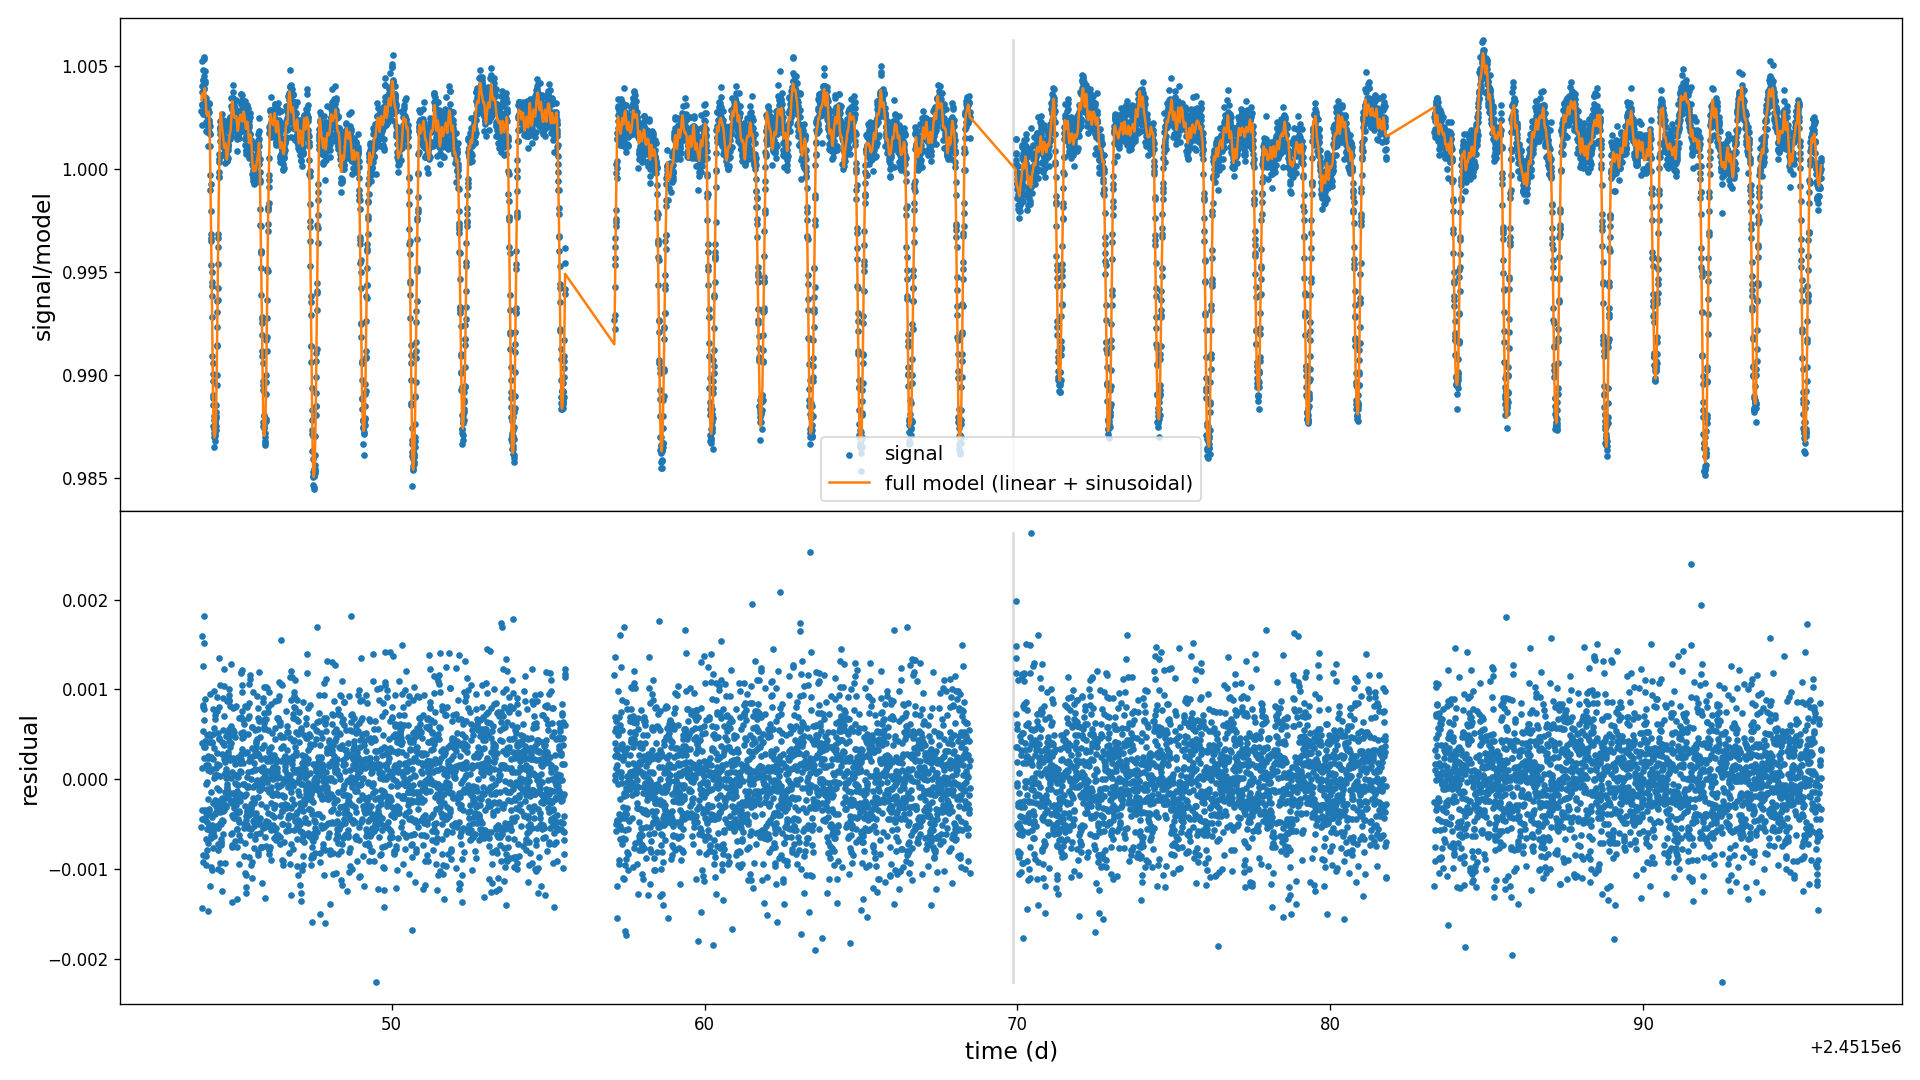 1.005
1.000
0.995
0.990
0.985
signal/model
signal
full model (linear + sinusoidal)
0.002
0.001
0.000
−0.001
−0.002
residual
50 60 70 80 90
time (d)
+2.4515e6